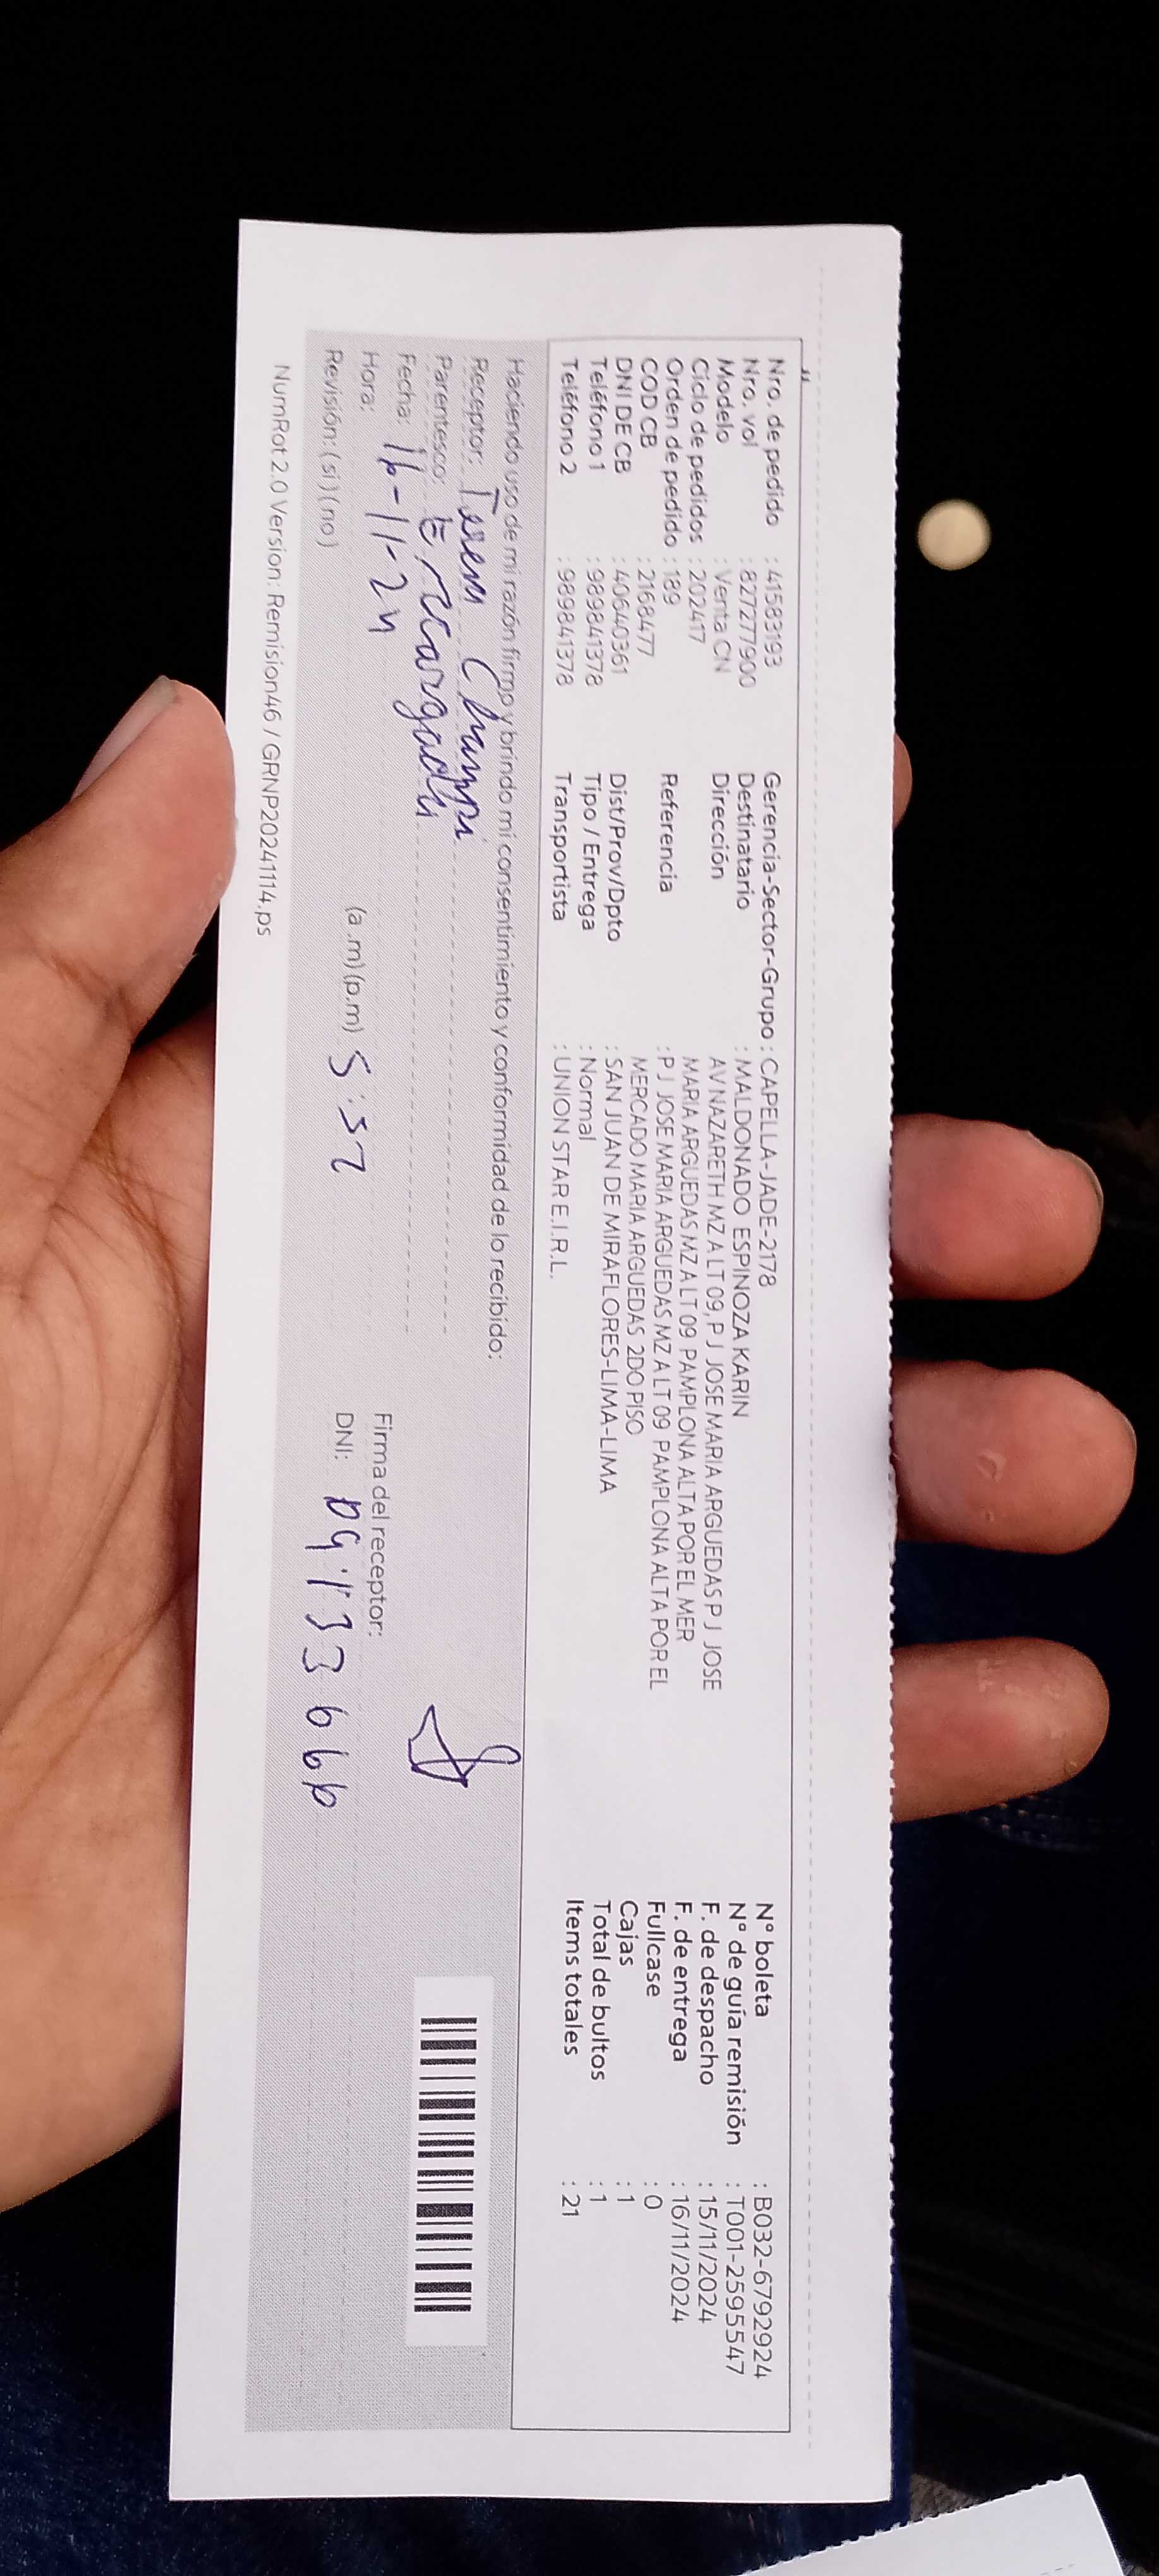 Nro. de pedido : 41583193
Nro. vol : 827277900
Modelo : Venta CN
Ciclo de pedidos : 202417
Orden de pedido : 189
COD CB : 2168477
DNI DE CB : 40640361
Teléfono 1 : 989841378
Teléfono 2 : 989841378
Gerencia-Sector-Grupo : CAPELLA-JADE-2178
Destinatario : MALDONADO ESPINOZA KARIN
Dirección AV NAZARETH MZ A LT 09, P J JOSE MARIA ARGUEDAS P J JOSE
MARIA ARGUEDAS MZ A LT 09 PAMPLONA ALTA POR EL MER
Referencia : P J JOSE MARIA ARGUEDAS MZ A LT 09 PAMPLONA ALTA POR EL
MERCADO MARIA ARGUEDAS 2DO PISO
Dist/Prov/Dpto : SAN JUAN DE MIRAFLORES-LIMA-LIMA
Tipo / Entrega : Normal
Transportista : UNION STAR E.I.R.L.
N° boleta : B032-6792924
N° de guía remisión : T001-2595547
F. de despacho : 15/11/2024
F. de entrega : 16/11/2024
Fullcase : 0
Cajas : 1
Total de bultos : 1
Items totales : 21
Haciendo uso de mi razón firmo y brindo mi consentimiento y conformidad de lo recibido:
Receptor:
Parentesco:
Fecha: 16-11-24
Hora: (a.m) (p.m) 5:57
Revisión: (si) (no)
Firma del receptor:
DNI:
NumRot 2.0 Version: Remision46 / GRNP20241114.ps